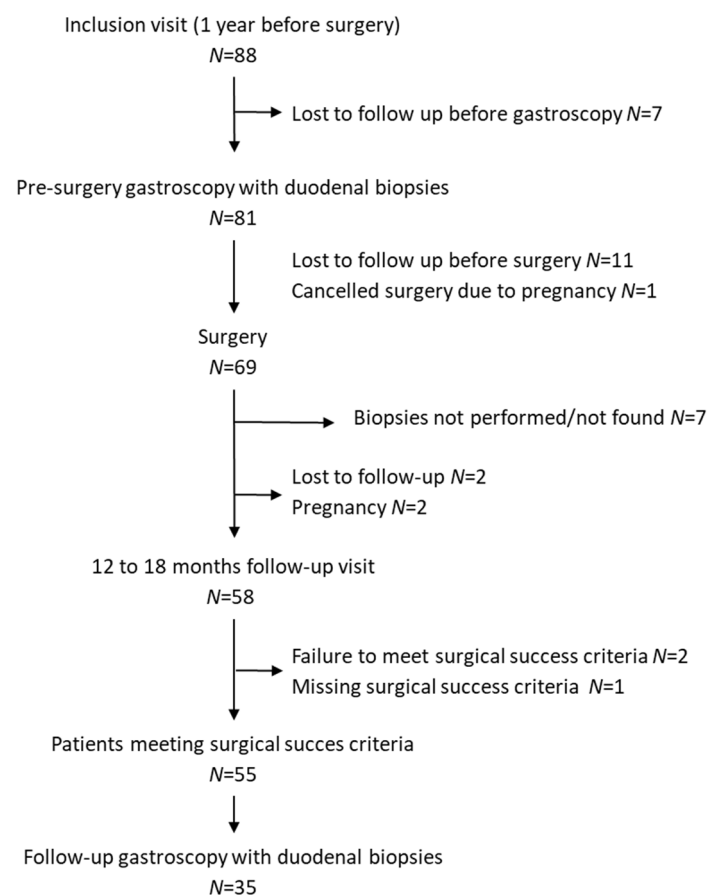 Inclusion visit (1 year before surgery)
N=88
Lost to follow up before gastroscopy N=7
Pre-surgery gastroscopy with duodenal biopsies
N=81
Lost to follow up before surgery N=11
Cancelled surgery due to pregnancy N=1
Surgery
N=69
Biopsies not performed/not found N=7
Lost to follow-up N=2
Pregnancy N=2
12 to 18 months follow-up visit
N=58
Failure to meet surgical success criteria N=2
Missing surgical success criteria N=1
Patients meeting surgical succes criteria
N=55
Follow-up gastroscopy with duodenal biopsies
N=35